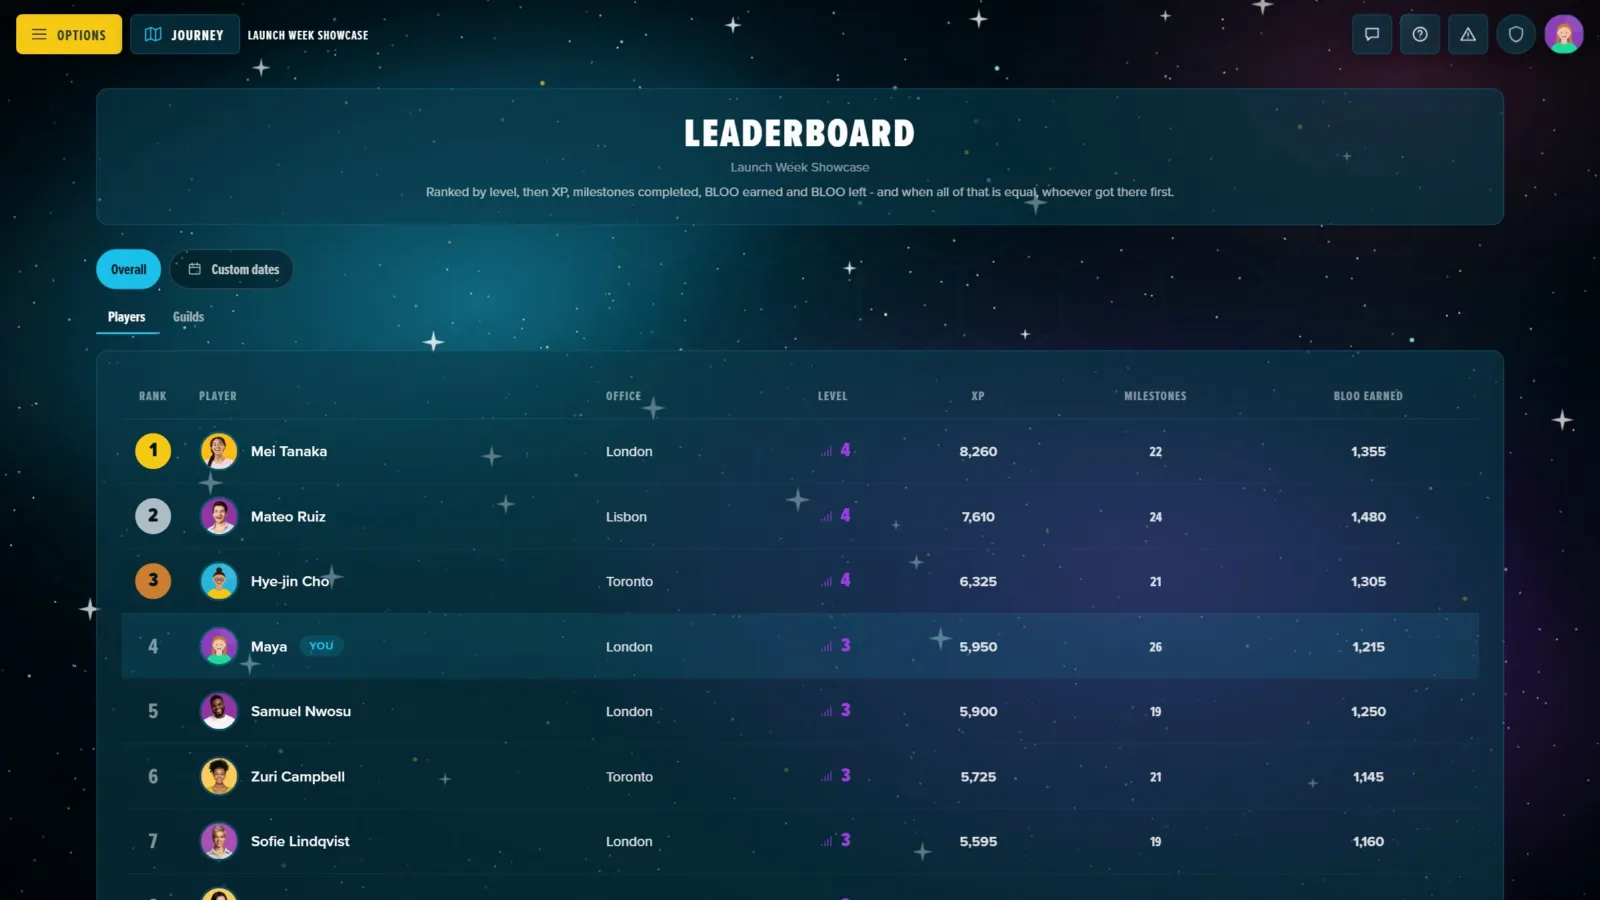 OPTIONS
JOURNEY
LAUNCH WEEK SHOWCASE
LEADERBOARD
Launch Week Showcase
Ranked by level, then XP, milestones completed, BLOO earned and BLOO left - and when all of that is equal, whoever got there first.
Overall
Custom dates
Players
Guilds
RANK PLAYER OFFICE LEVEL XP MILESTONES BLOO EARNED
1 Mei Tanaka London 4 8,260 22 1,355
2 Mateo Ruiz Lisbon 4 7,610 24 1,480
3 Hye-jin Cho Toronto 4 6,325 21 1,305
4 Maya YOU London 3 5,950 26 1,215
5 Samuel Nwosu London 3 5,900 19 1,250
6 Zuri Campbell Toronto 3 5,725 21 1,145
7 Sofie Lindqvist London 3 5,595 19 1,160